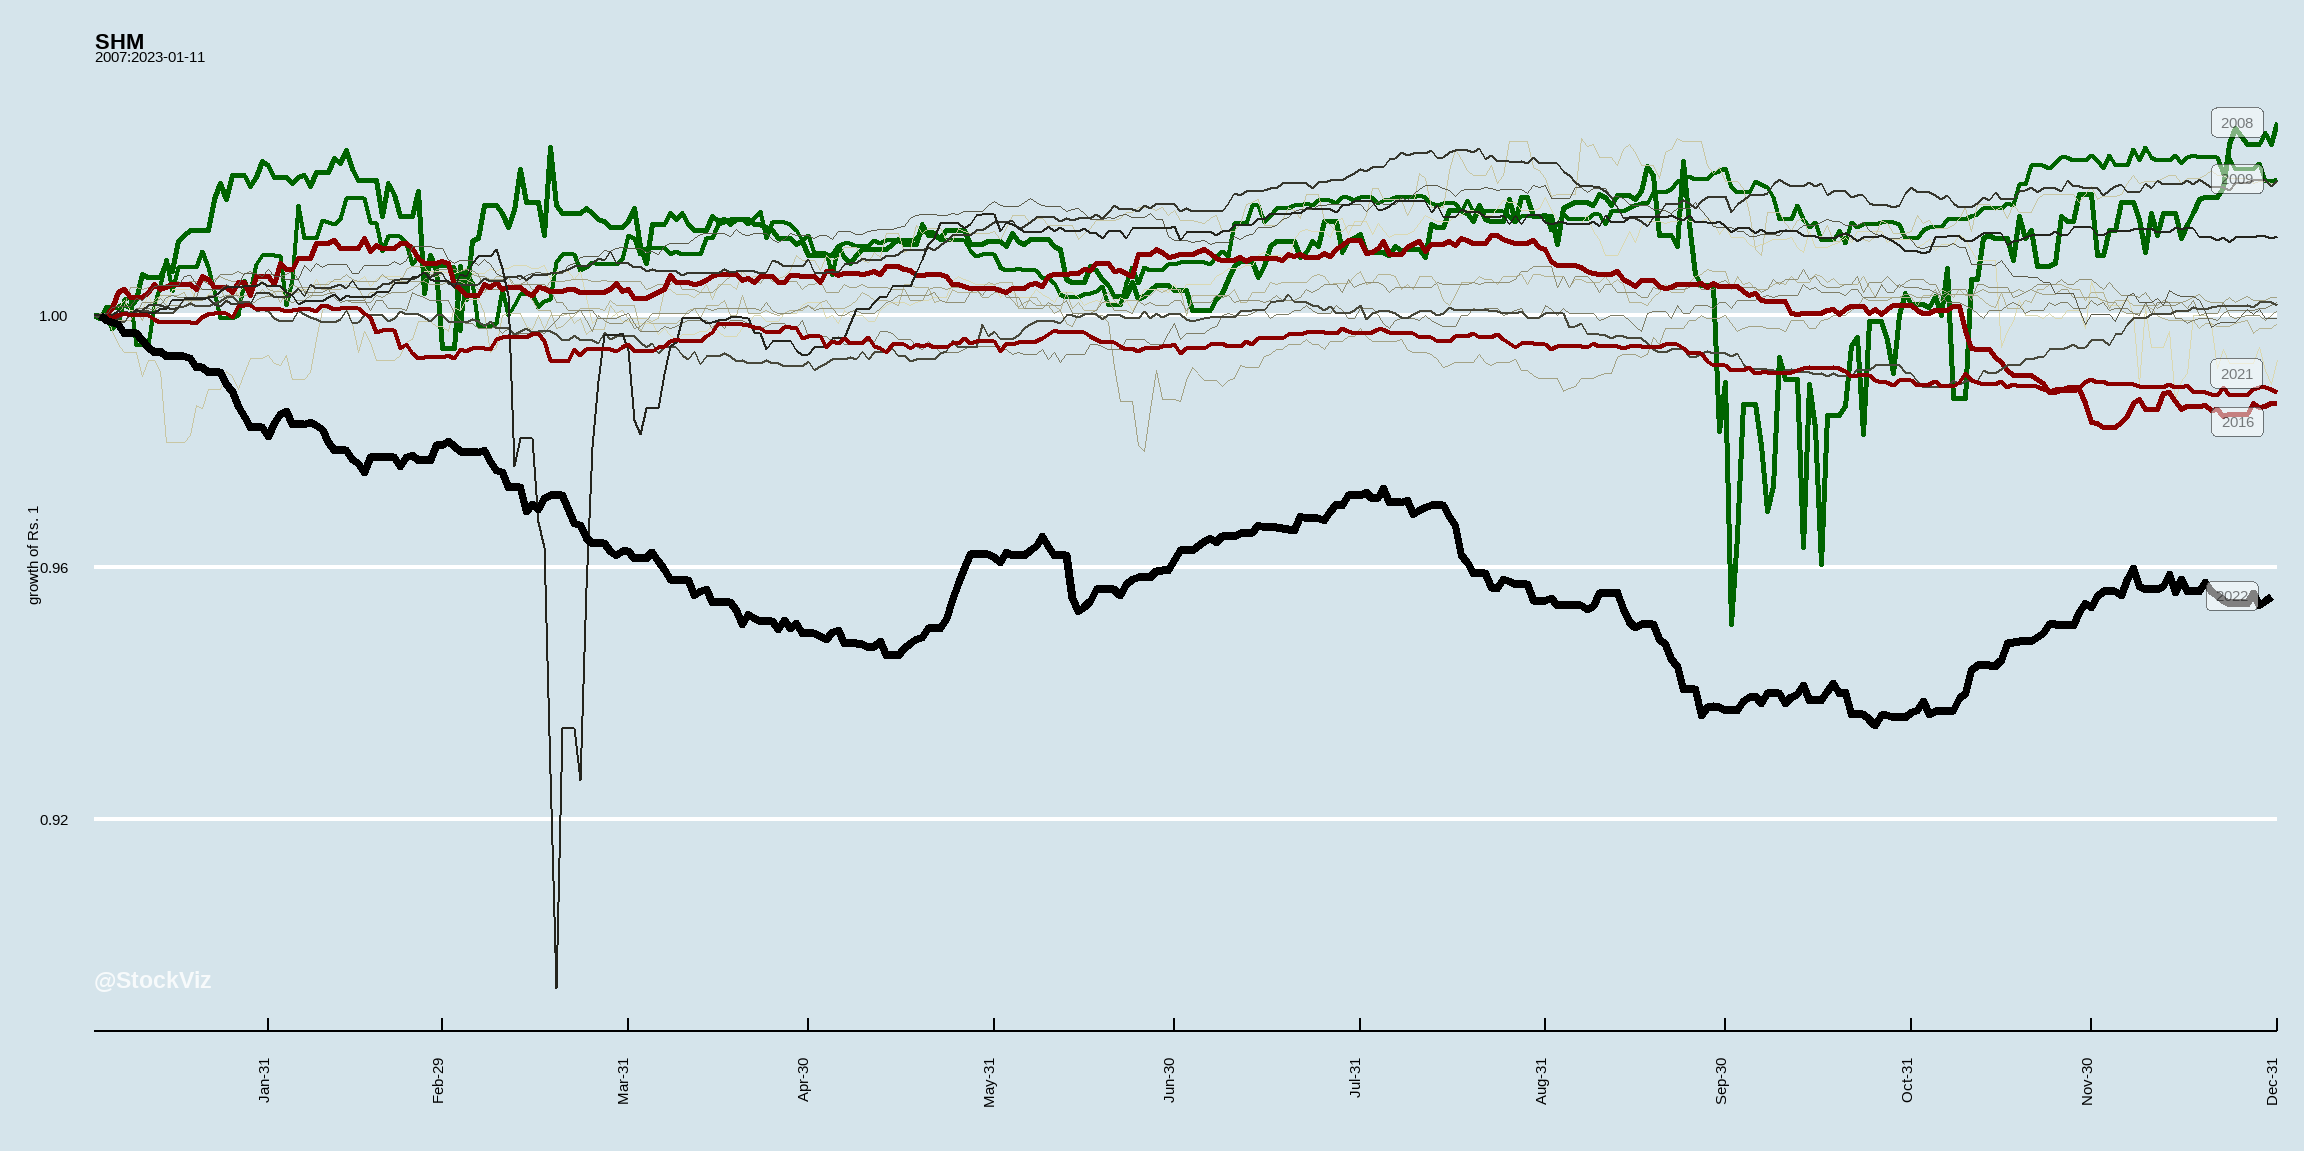 SHM
2007:2023-01-11
2008
2009
1.00
2021
2016
growth of Rs. 1
0.96
2022
0.92
@StockViz
Jan-31
Feb-29
Mar-31
Apr-30
May-31
Jun-30
Jul-31
Aug-31
Sep-30
Oct-31
Nov-30
Dec-31